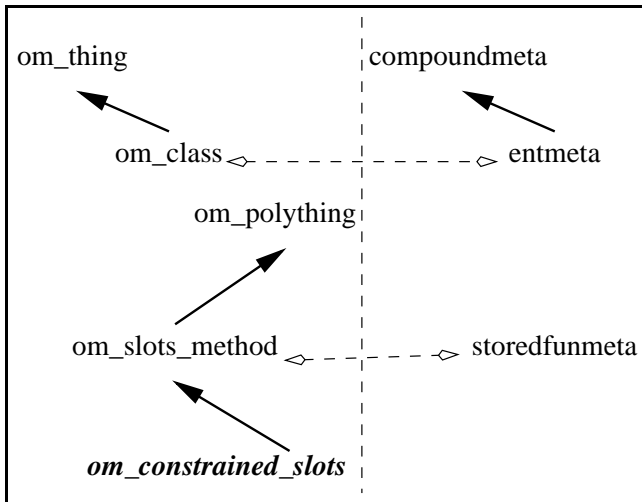 om_thing
compoundmeta
om_class
entmeta
om_polything
om_slots_method
storedfunmeta
om_constrained_slots